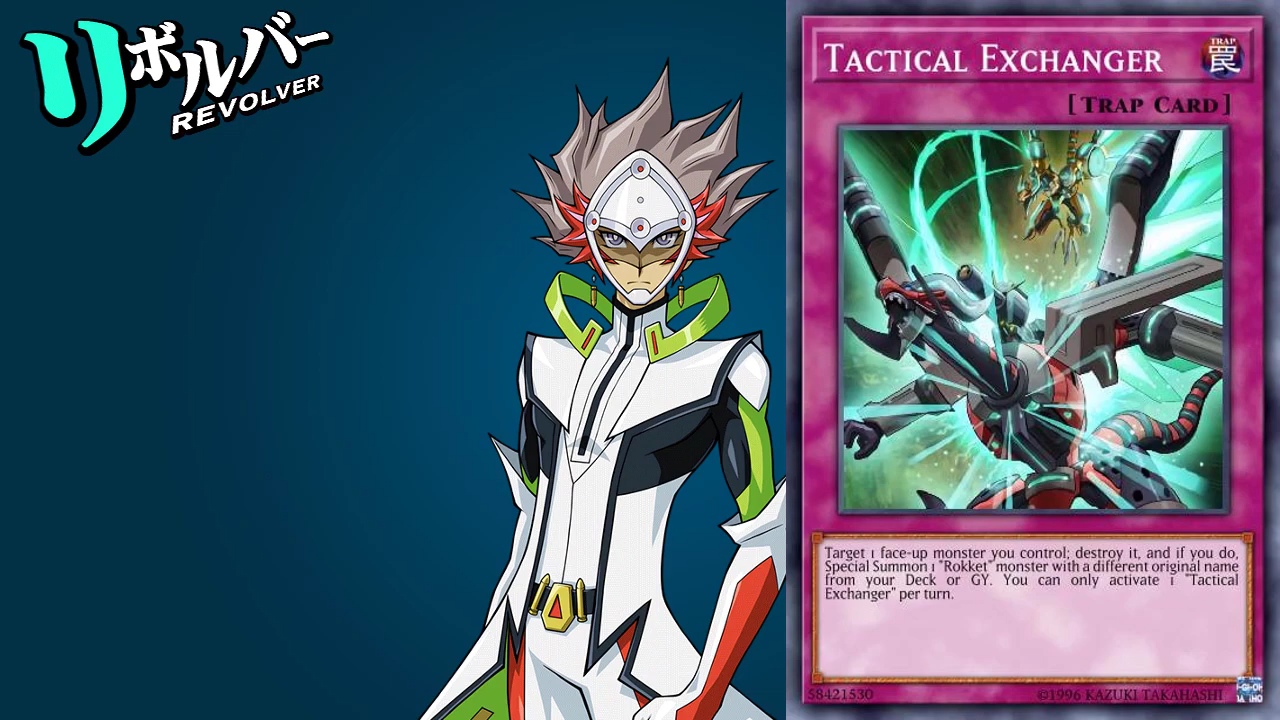 リボルバー
REVOLVER
TACTICAL EXCHANGER
TRAP
罠
[TRAP CARD]
Target 1 face-up monster you control; destroy it, and if you do,
Special Summon 1 "Rokket" monster with a different original name
from your Deck or GY. You can only activate 1 "Tactical
Exchanger" per turn.
58421530
©1996 KAZUKI TAKAHASHI